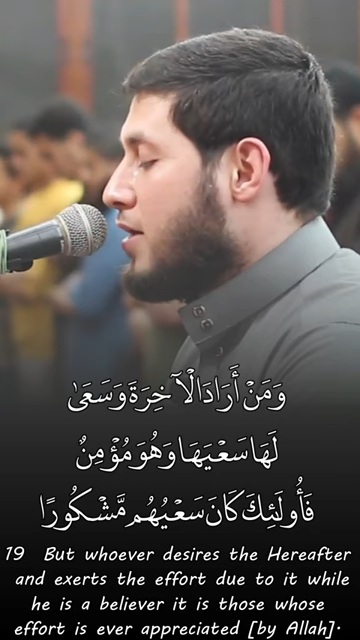 وَمَنْ أَرَادَ الْآخِرَةَ وَسَعَىٰ
لَهَا سَعْيَهَا وَهُوَ مُؤْمِنٌ
فَأُولَٰئِكَ كَانَ سَعْيُهُم مَّشْكُورًا
19 But whoever desires the Hereafter
and exerts the effort due to it while
he is a believer it is those whose
effort is ever appreciated [by Allah]·